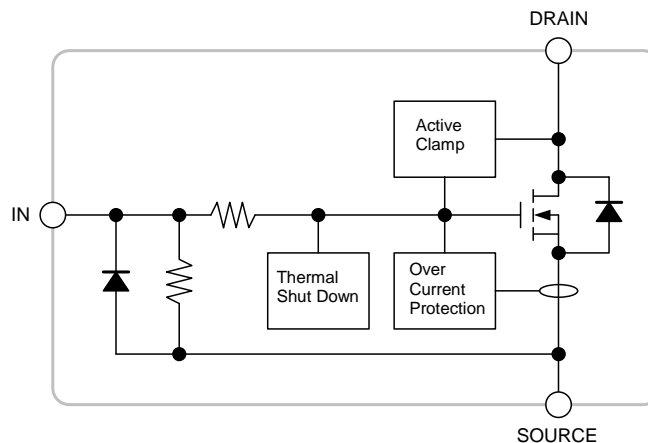 DRAIN
Active
Clamp
IN
Thermal
Shut Down
Over
Current
Protection
SOURCE